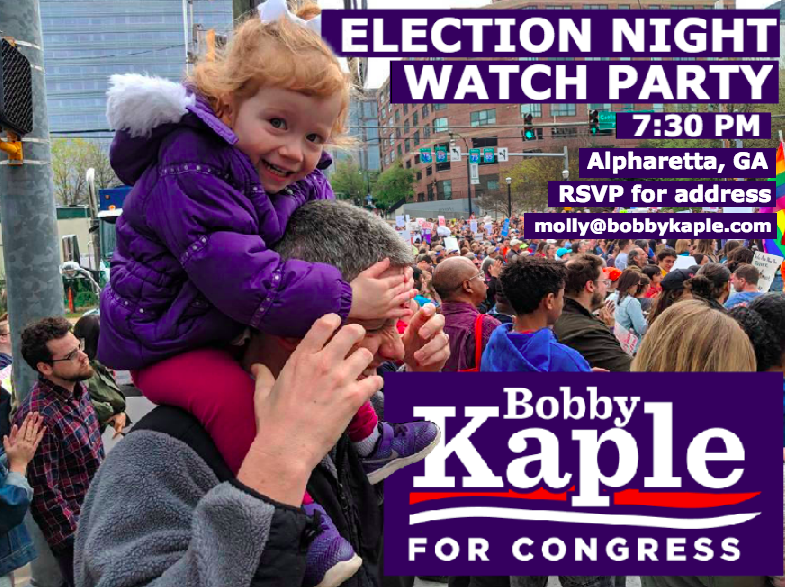 ELECTION NIGHT
WATCH PARTY
7:30 PM
Alpharetta, GA
RSVP for address
molly@bobbykaple.com
Bobby
Kaple
FOR CONGRESS